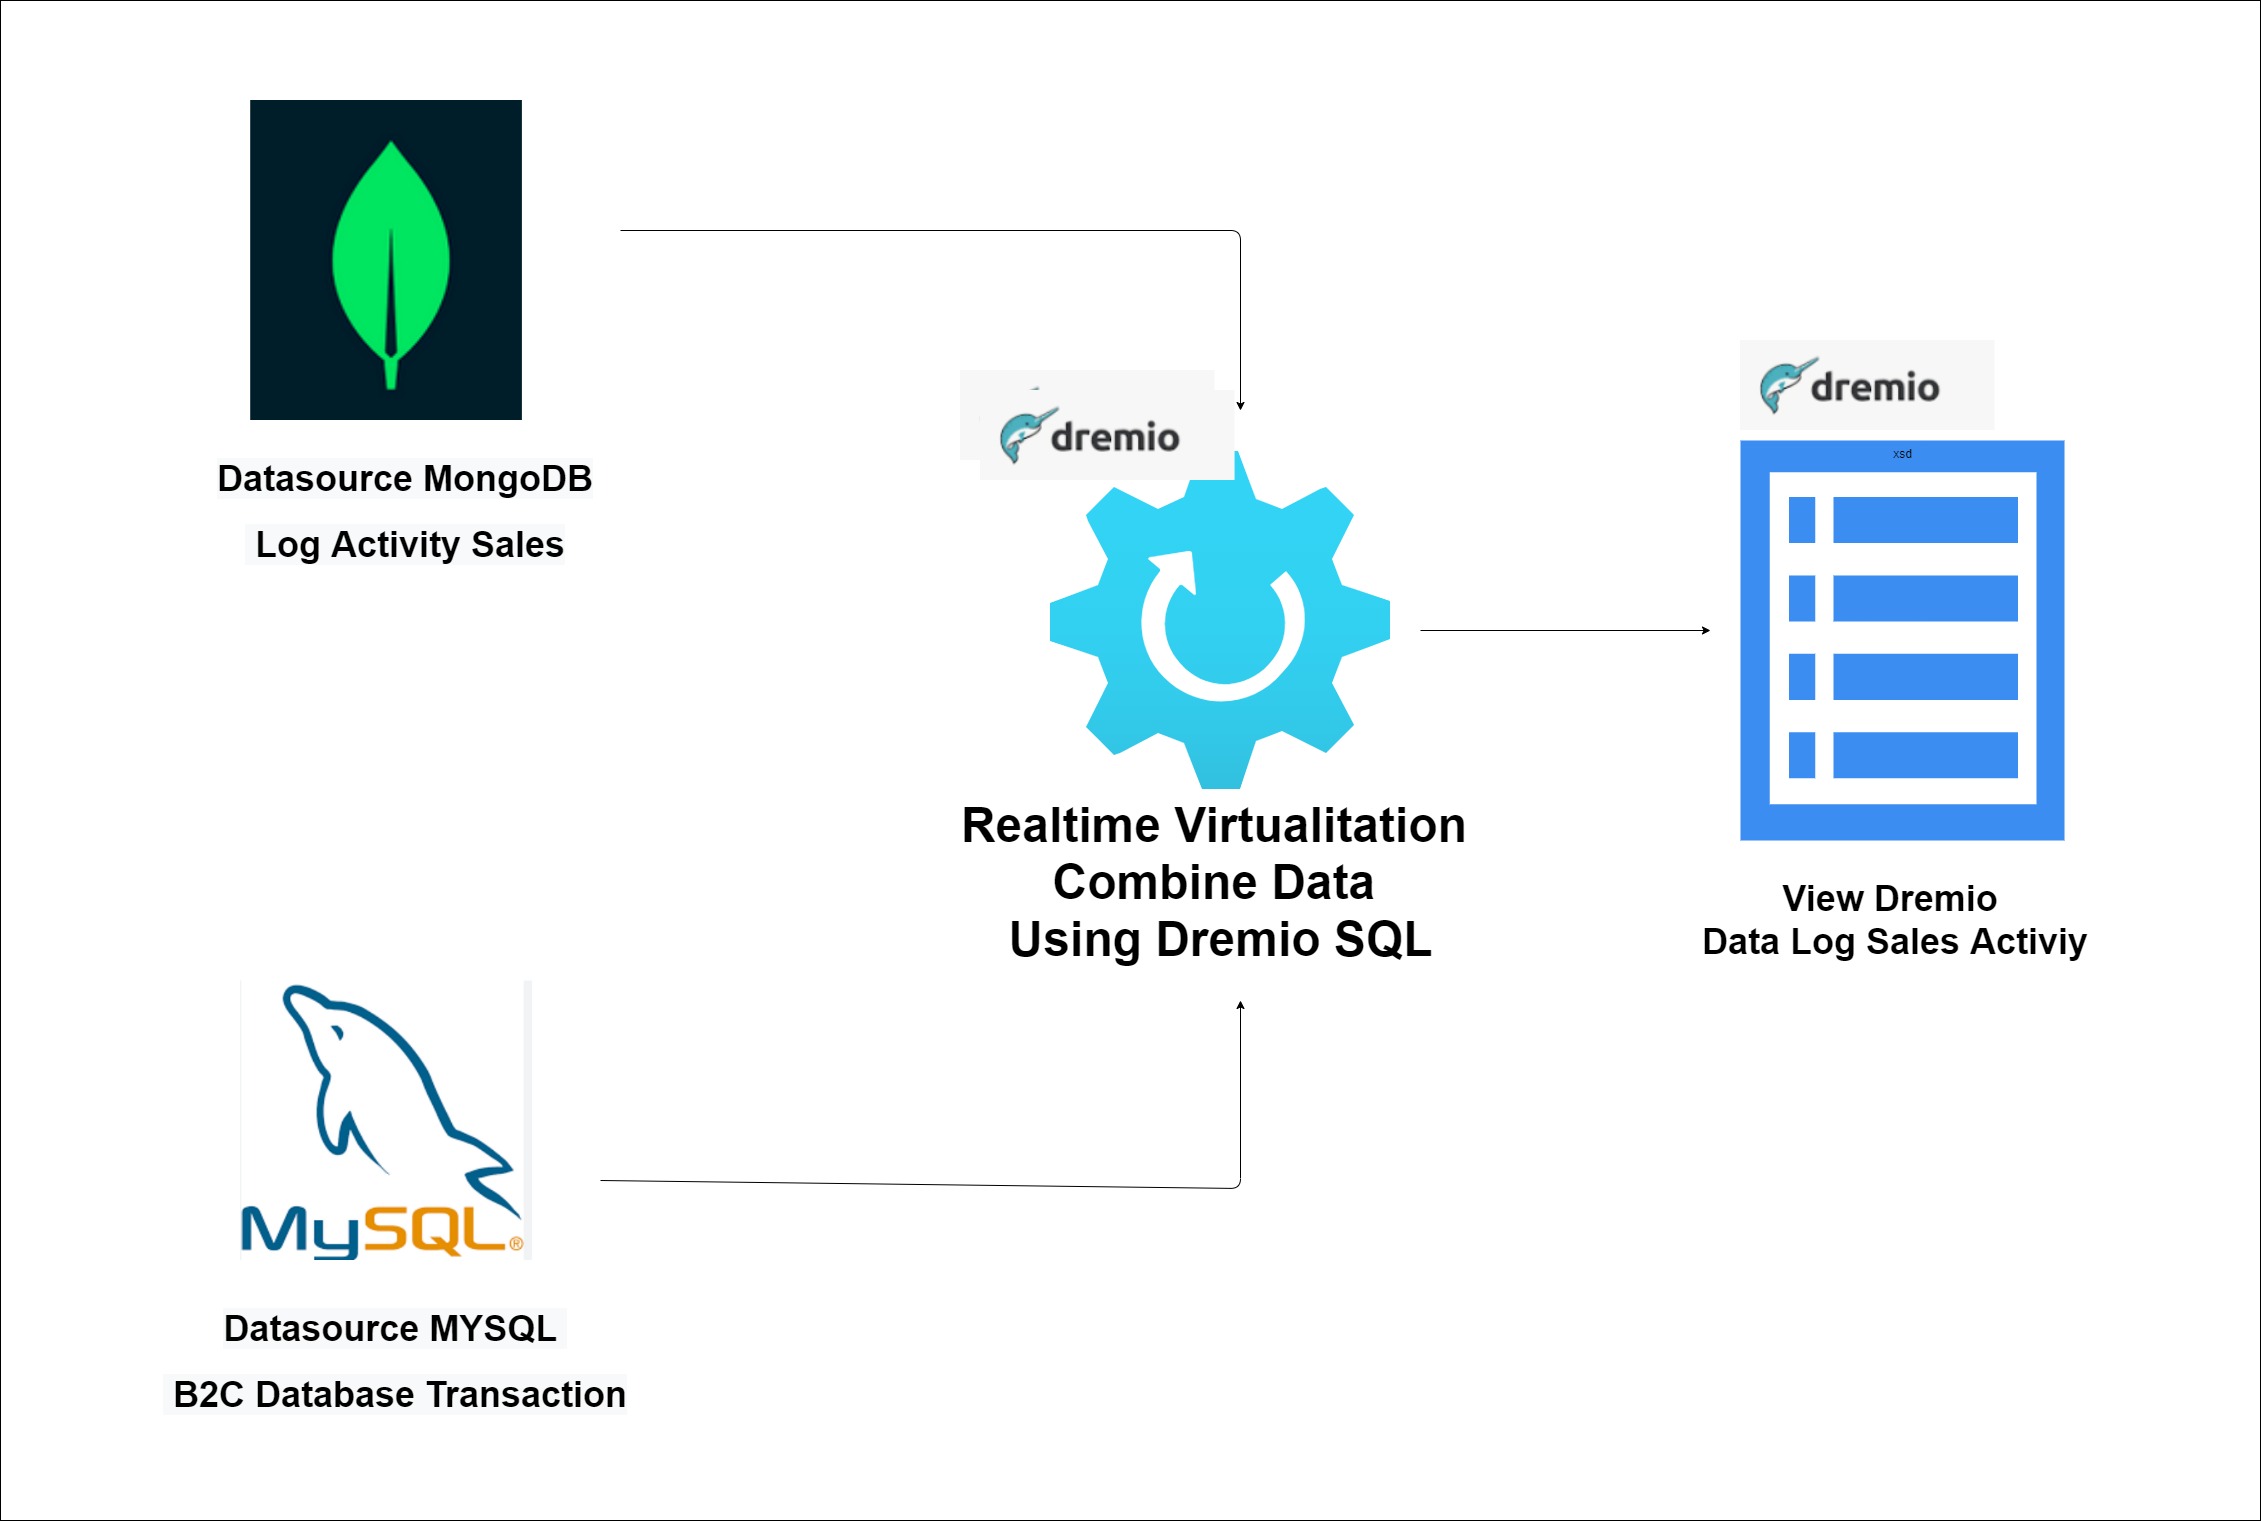 Datasource MongoDB
Log Activity Sales
dremio
Realtime Virtualitation
Combine Data
Using Dremio SQL
dremio
xsd
View Dremio
Data Log Sales Activiy
MySQL®
Datasource MYSQL
B2C Database Transaction